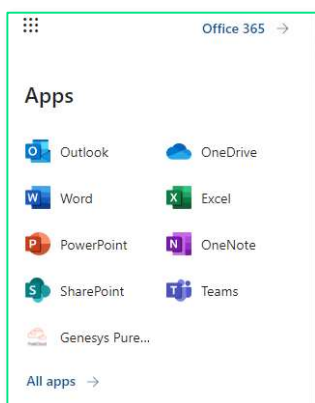 Office 365 →
Apps
Outlook OneDrive
Word Excel
PowerPoint OneNote
SharePoint Teams
Genesys Pure...
All apps →